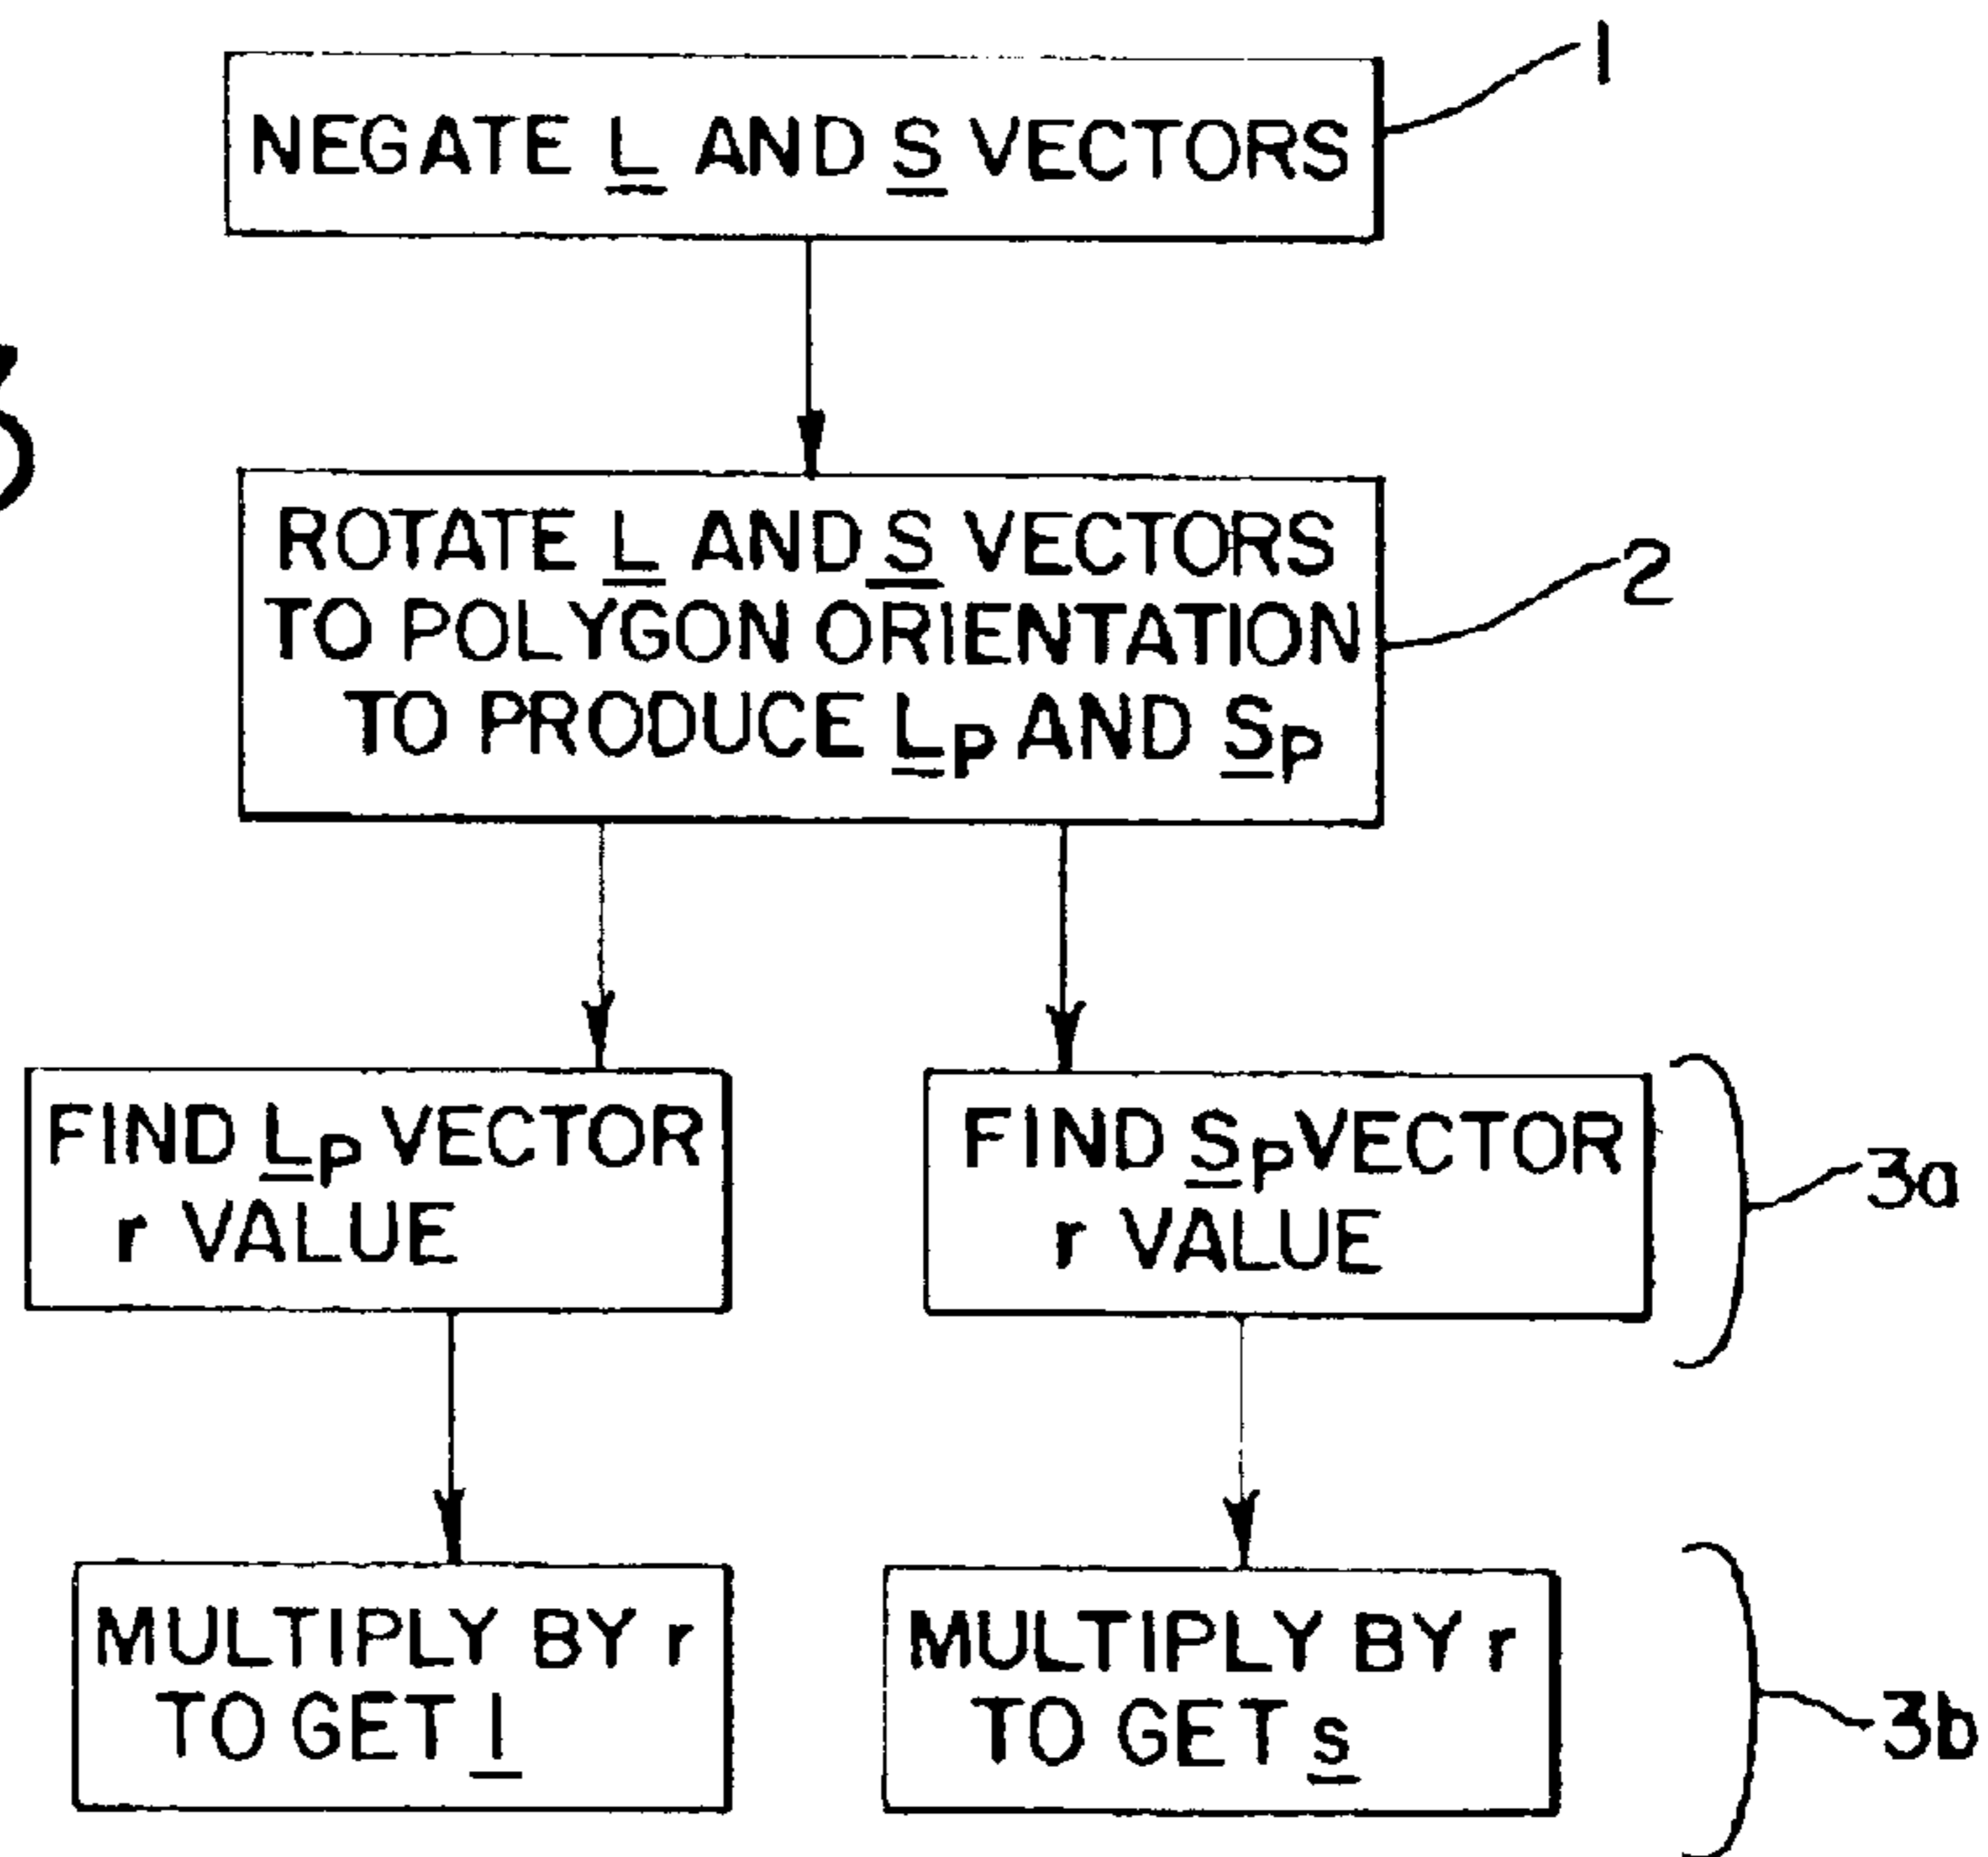 NEGATE L AND S VECTORS
1
ROTATE L AND S VECTORS
TO POLYGON ORIENTATION
TO PRODUCE Lp AND Sp
2
FIND Lp VECTOR
r VALUE
FIND Sp VECTOR
r VALUE
3a
MULTIPLY BY r
TO GET l
MULTIPLY BY r
TO GET s
3b